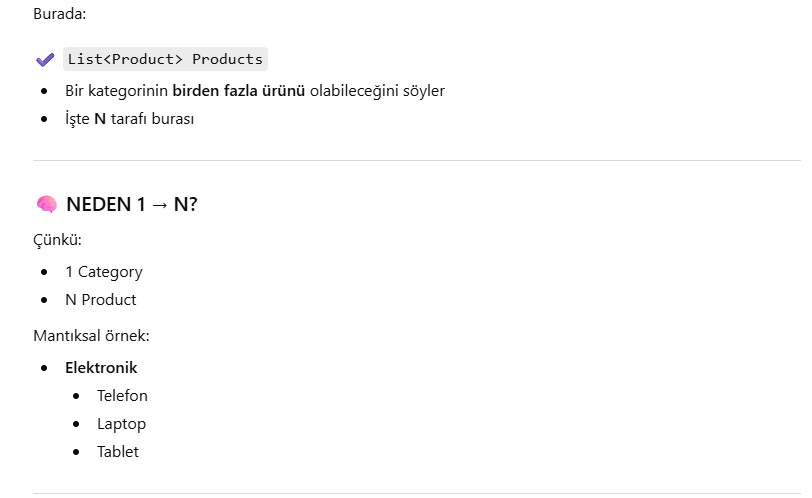 Burada:
✔ List<Product> Products
• Bir kategorinin birden fazla ürünü olabileceğini söyler
• İşte N tarafı burası
🧠 NEDEN 1 → N?
Çünkü:
• 1 Category
• N Product
Mantıksal örnek:
• Elektronik
• Telefon
• Laptop
• Tablet